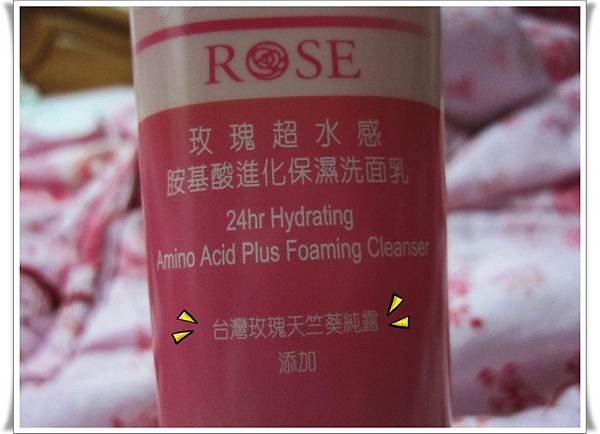 ROSE
玫瑰超水感
胺基酸進化保濕洗面乳
24hr Hydrating
Amino Acid Plus Foaming Cleanser
台灣玫瑰天竺葵純露
添加